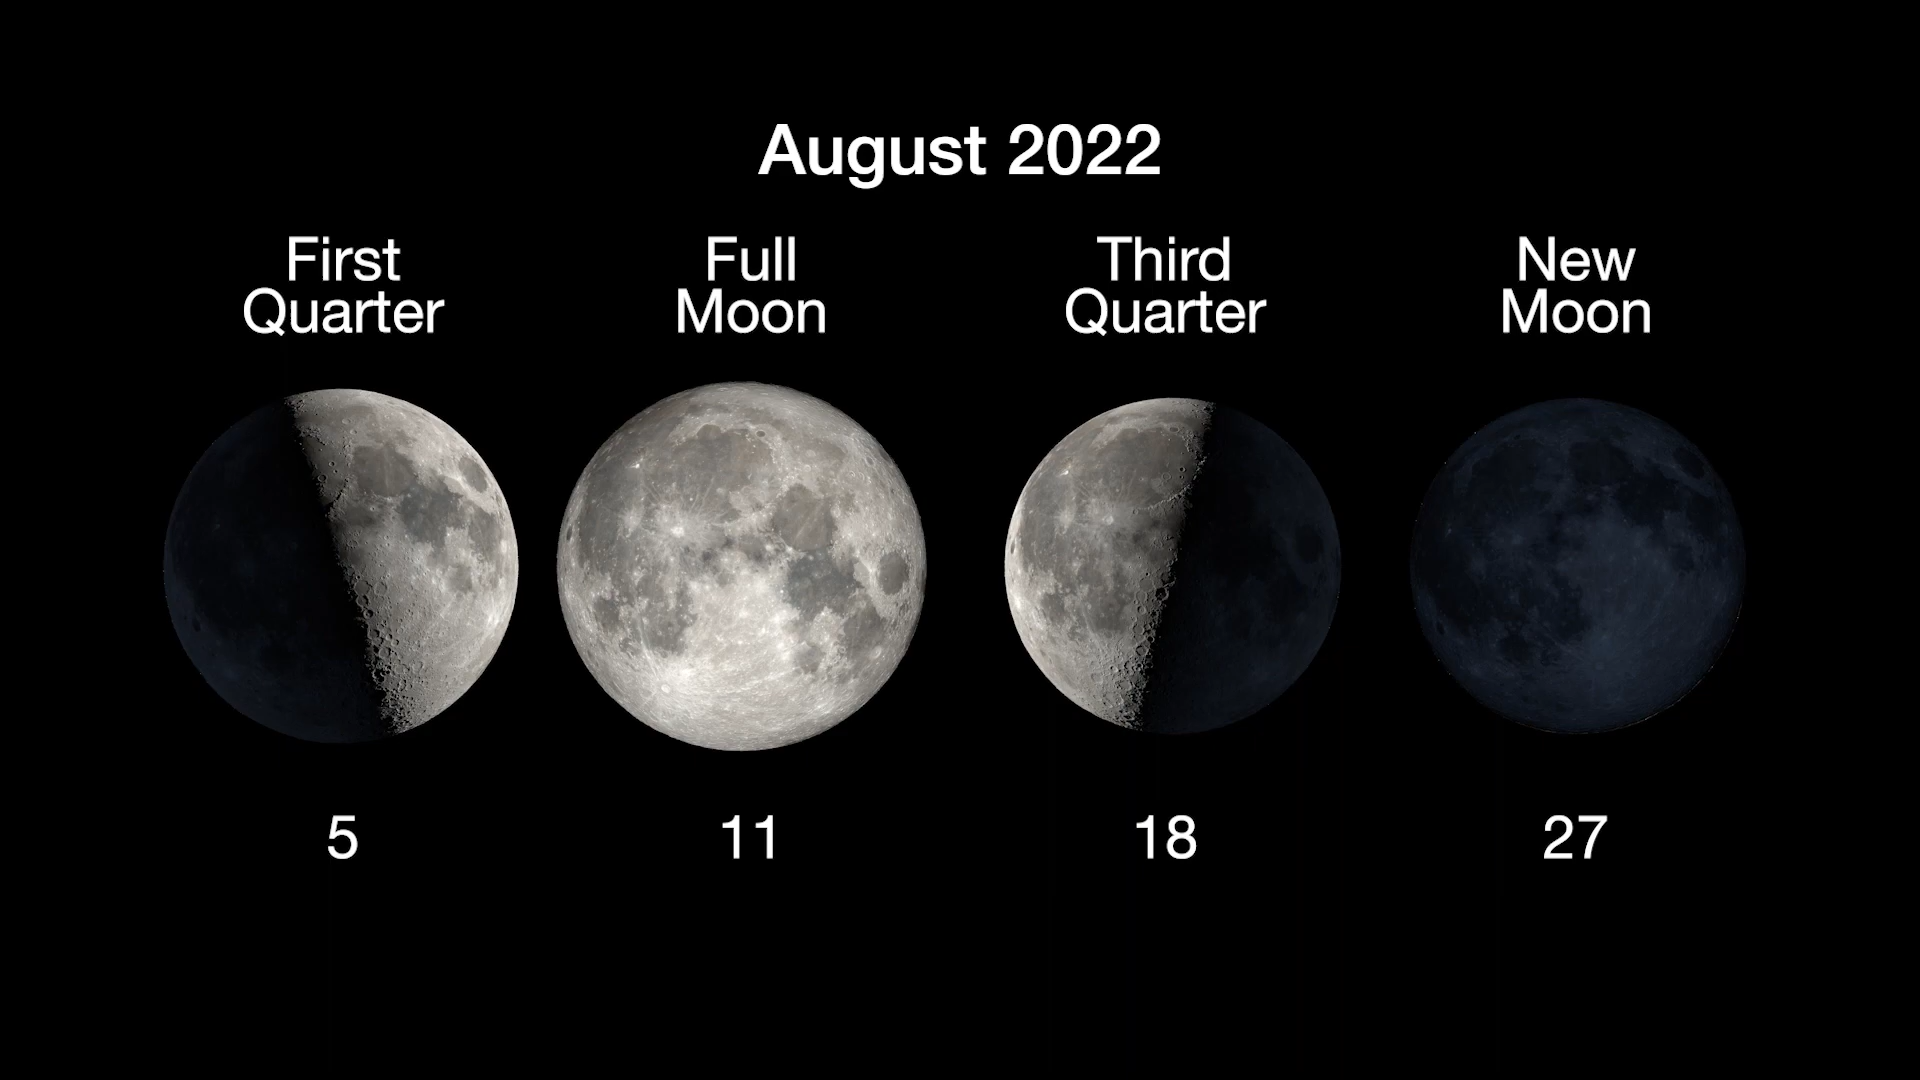 August 2022
First
Quarter
Full
Moon
Third
Quarter
New
Moon
5
11
18
27